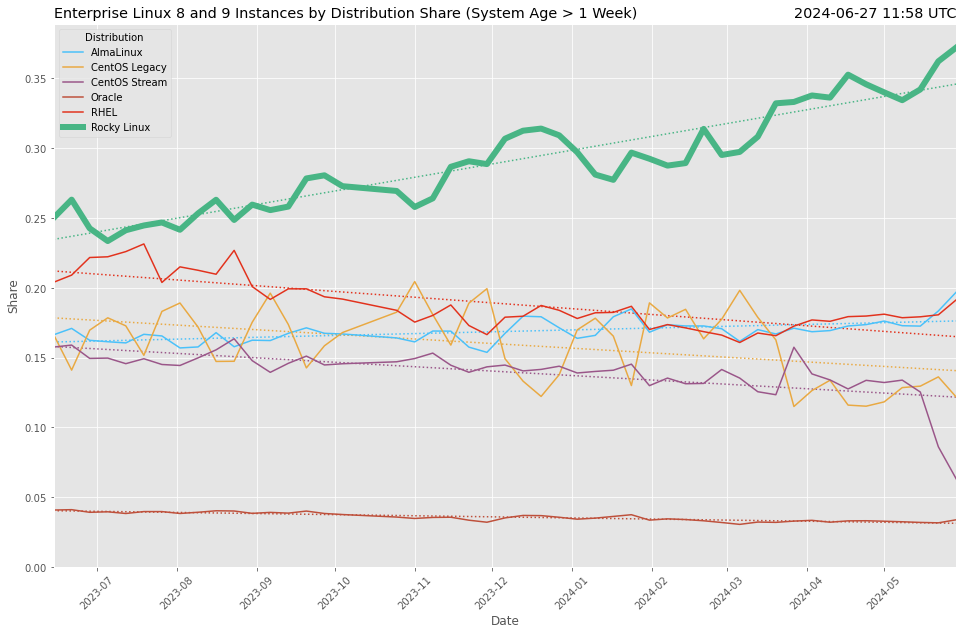 Enterprise Linux 8 and 9 Instances by Distribution Share (System Age > 1 Week)
2024-06-27 11:58 UTC
Distribution
AlmaLinux
CentOS Legacy
CentOS Stream
Oracle
RHEL
Rocky Linux
Share
0.35
0.30
0.25
0.20
0.15
0.10
0.05
0.00
2023-07
2023-08
2023-09
2023-10
2023-11
2023-12
2024-01
2024-02
2024-03
2024-04
2024-05
Date